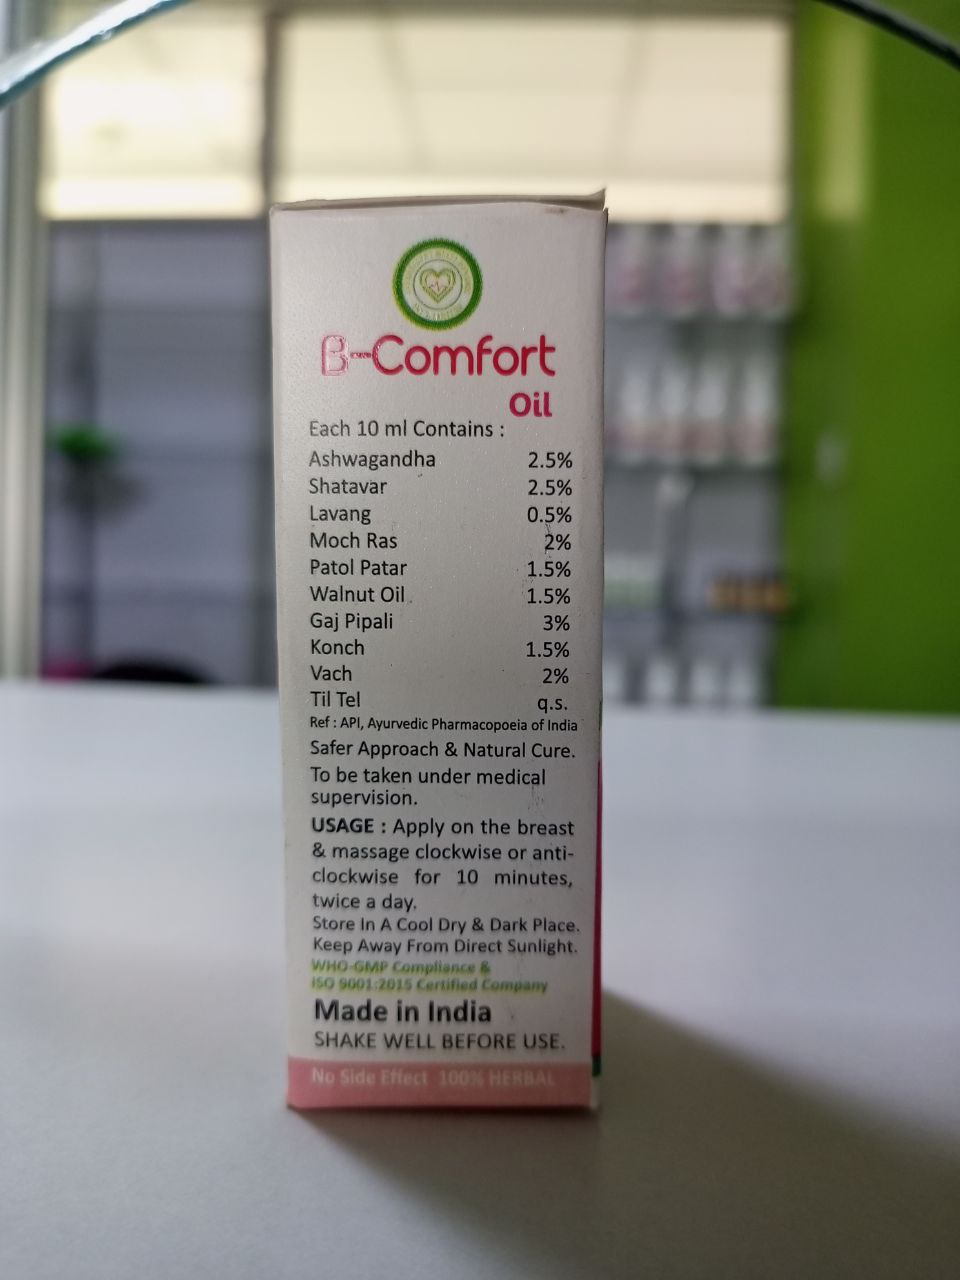 B-Comfort
Oil
Each 10 ml Contains :
Ashwagandha 2.5%
Shatavar 2.5%
Lavang 0.5%
Moch Ras 2%
Patol Patar 1.5%
Walnut Oil 1.5%
Gaj Pipali 3%
Konch 1.5%
Vach 2%
Til Tel q.s.
Ref : API, Ayurvedic Pharmacopoeia of India
Safer Approach & Natural Cure.
To be taken under medical
supervision.
USAGE : Apply on the breast
& massage clockwise or anti-
clockwise for 10 minutes,
twice a day.
Store In A Cool Dry & Dark Place.
Keep Away From Direct Sunlight.
WHO-GMP Compliance &
ISO 9001:2015 Certified Company
Made in India
SHAKE WELL BEFORE USE.
No Side Effect 100% HERBAL